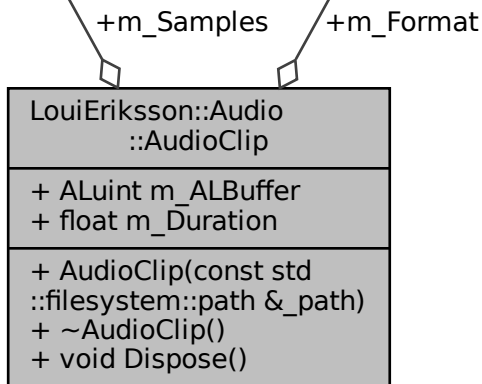 +m_Samples +m_Format
LouiEriksson::Audio
::AudioClip
+ ALuint m_ALBuffer
+ float m_Duration
+ AudioClip(const std
::filesystem::path &_path)
+ ~AudioClip()
+ void Dispose()